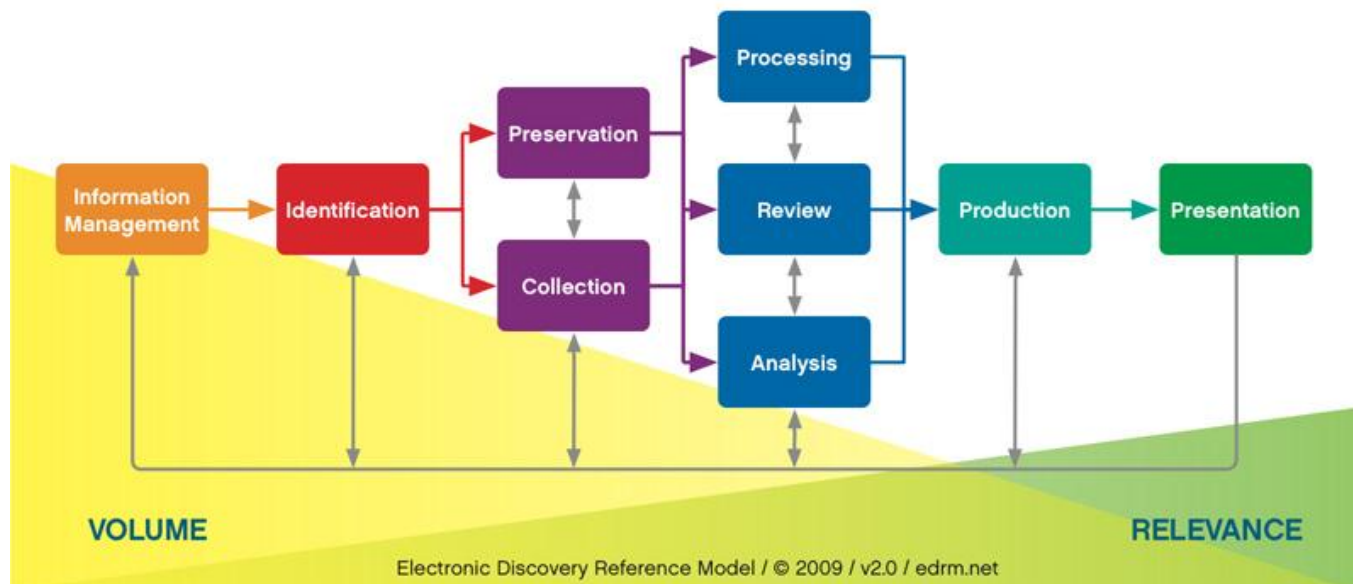 Information
Management
Identification
Preservation
Collection
Processing
Review
Analysis
Production
Presentation
VOLUME
RELEVANCE
Electronic Discovery Reference Model / © 2009 / v2.0 / edrm.net